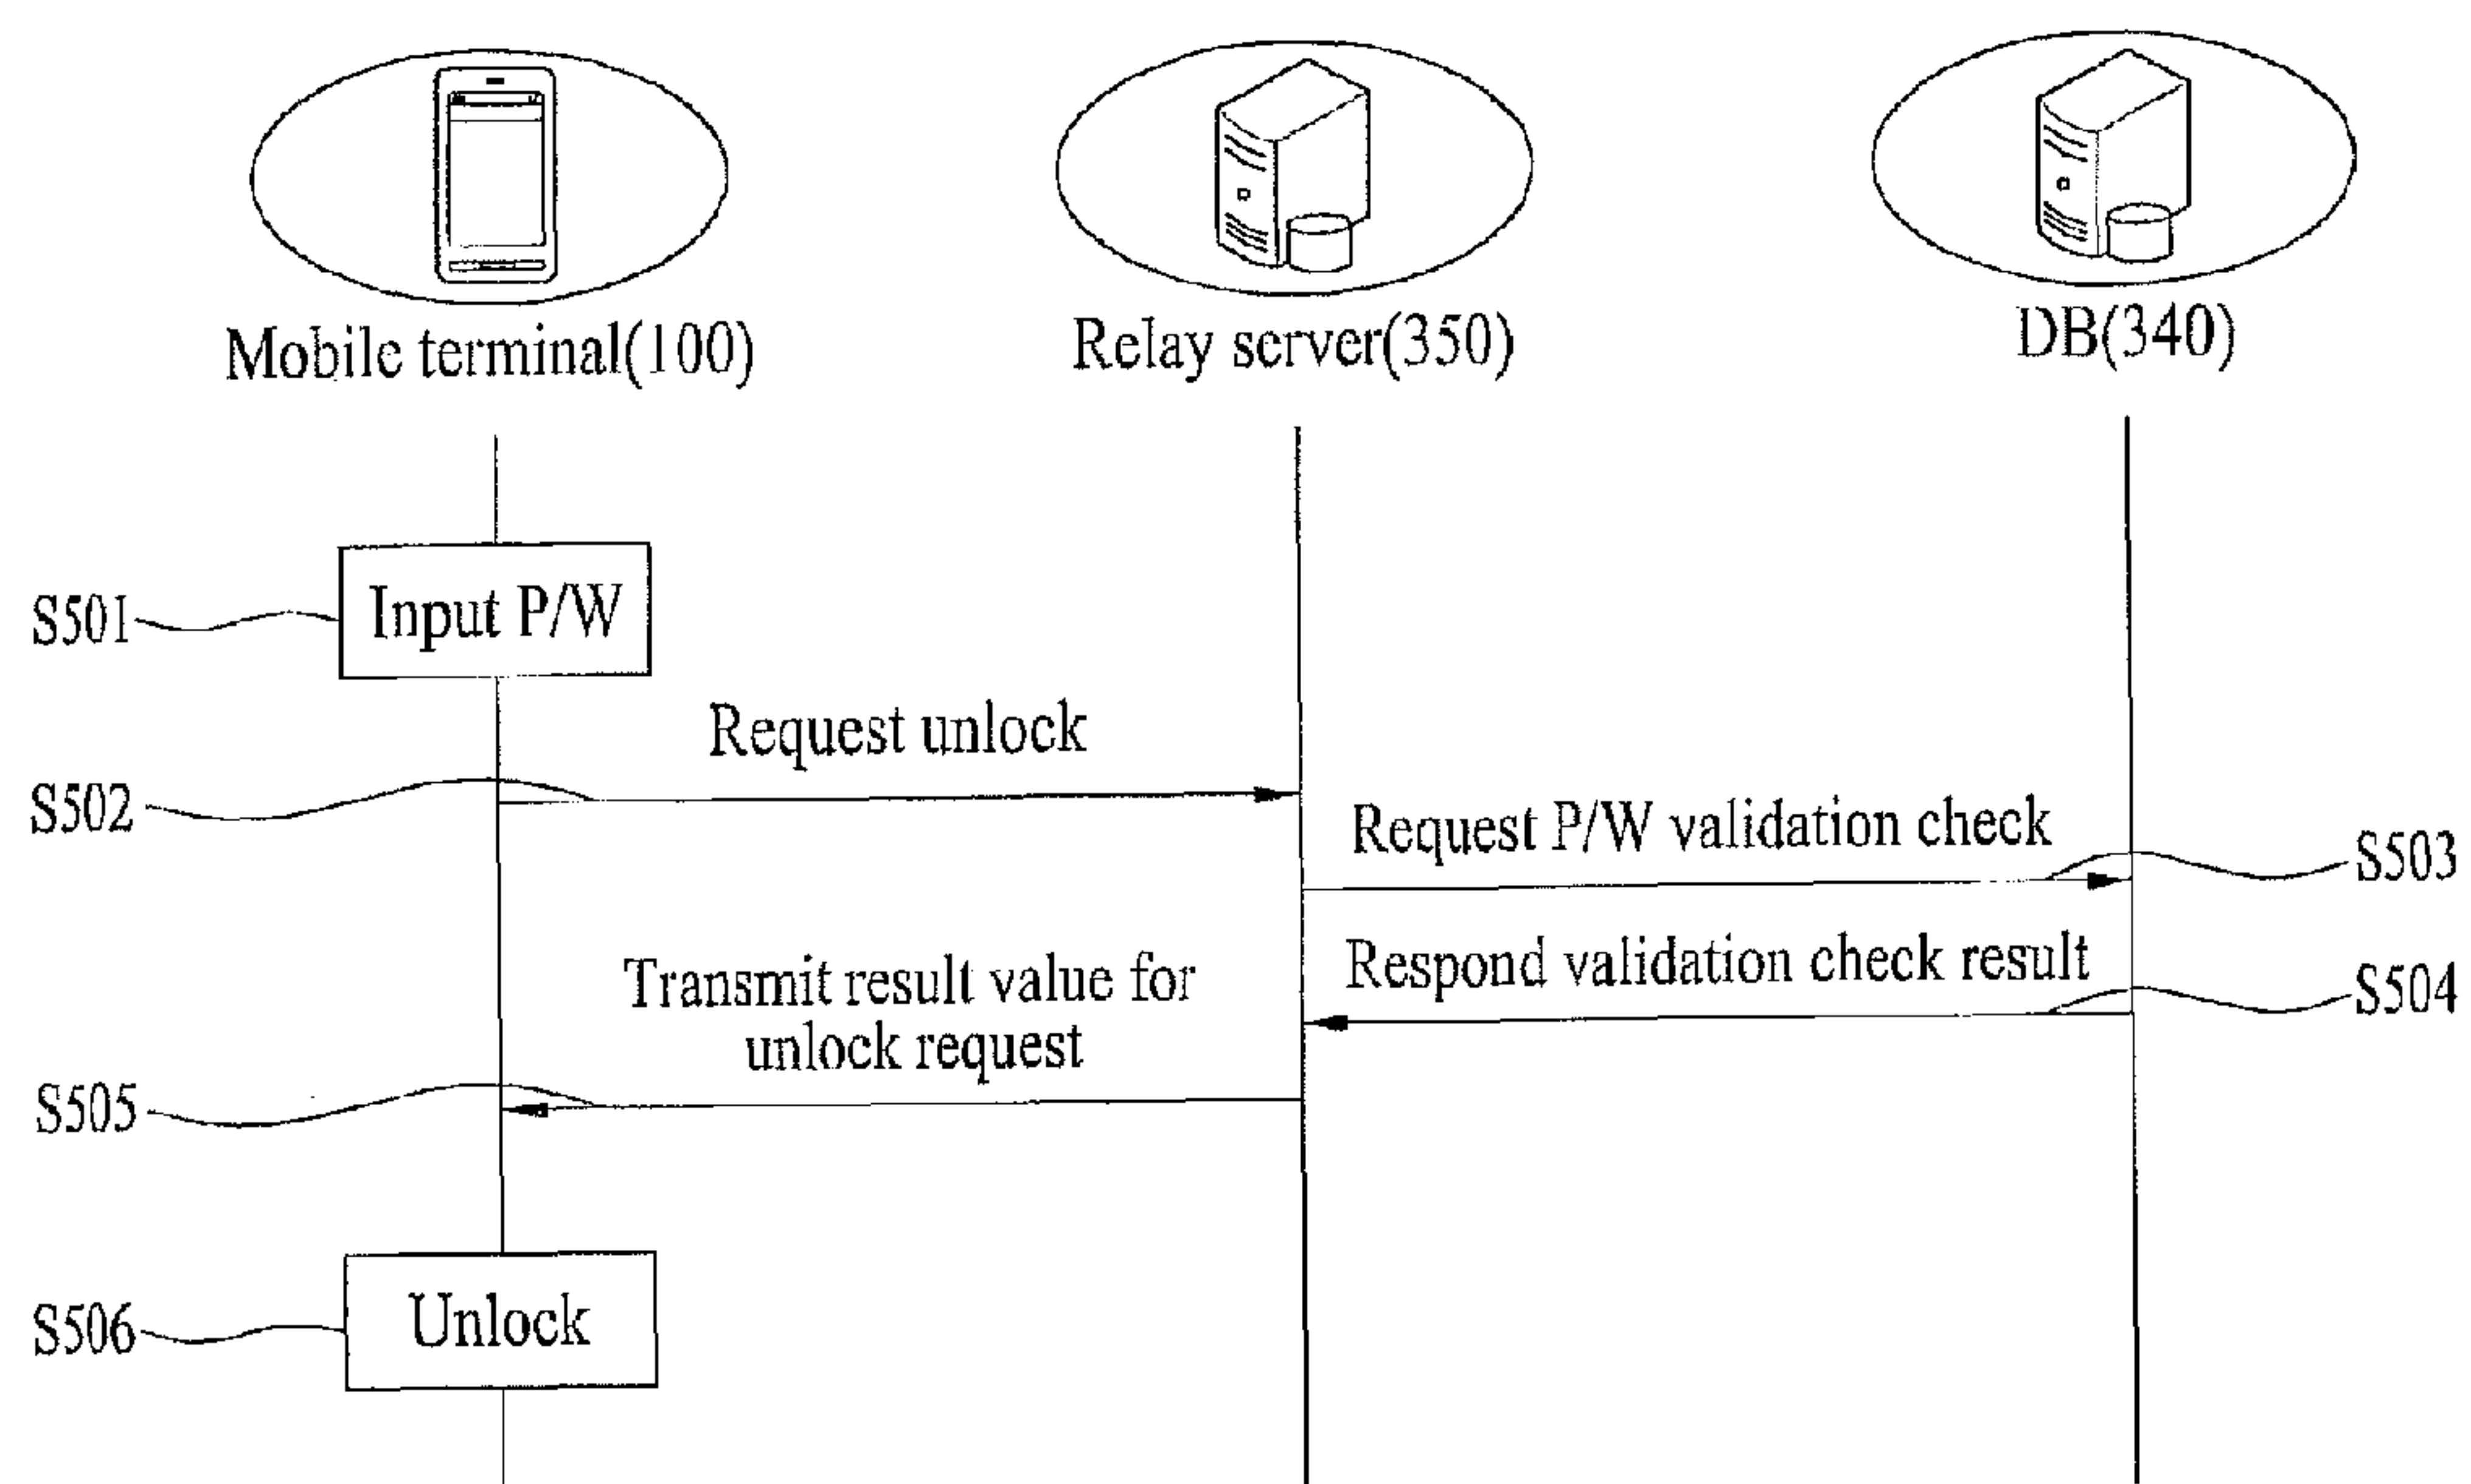 Mobile terminal(100)
Relay server(350)
DB(340)
S501
Input P/W
Request unlock
S502
Request P/W validation check
S503
Respond validation check result
S504
Transmit result value for
unlock request
S505
S506
Unlock